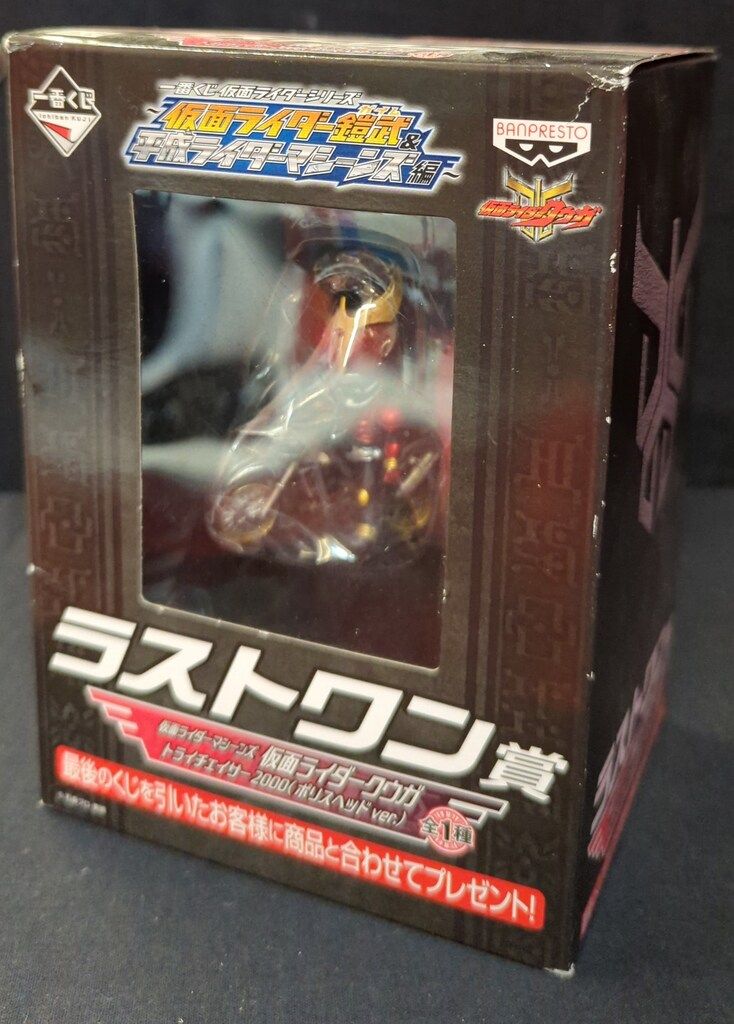 一番くじ
Ichiban KUJI
一番くじ 仮面ライダーシリーズ
～仮面ライダー鎧武&
ガイム
平成ライダーマシーンズ編～
BANPRESTO
仮面ライダークウガ
ラストワン賞
仮面ライダーマシーンズ 仮面ライダークウガ
トライチェイサー2000(ポリスヘッドver.)
全1種
最後のくじを引いたお客様に商品と合わせてプレゼント!